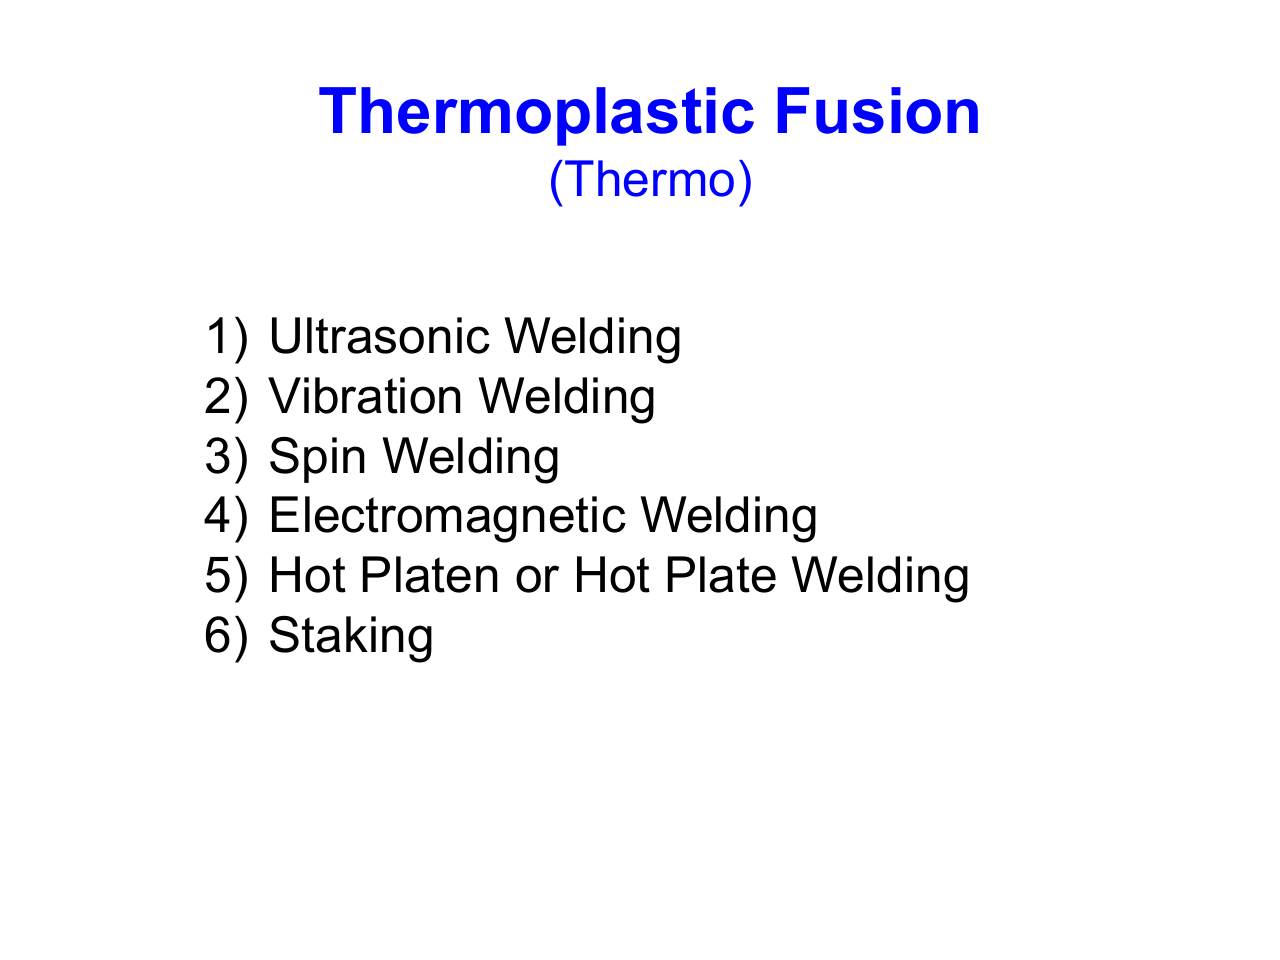 Thermoplastic Fusion
(Thermo)
1) Ultrasonic Welding
2) Vibration Welding
3) Spin Welding
4) Electromagnetic Welding
5) Hot Platen or Hot Plate Welding
6) Staking